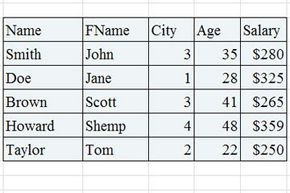 Name FName City Age Salary
Smith John 3 35 $280
Doe Jane 1 28 $325
Brown Scott 3 41 $265
Howard Shemp 4 48 $359
Taylor Tom 2 22 $250